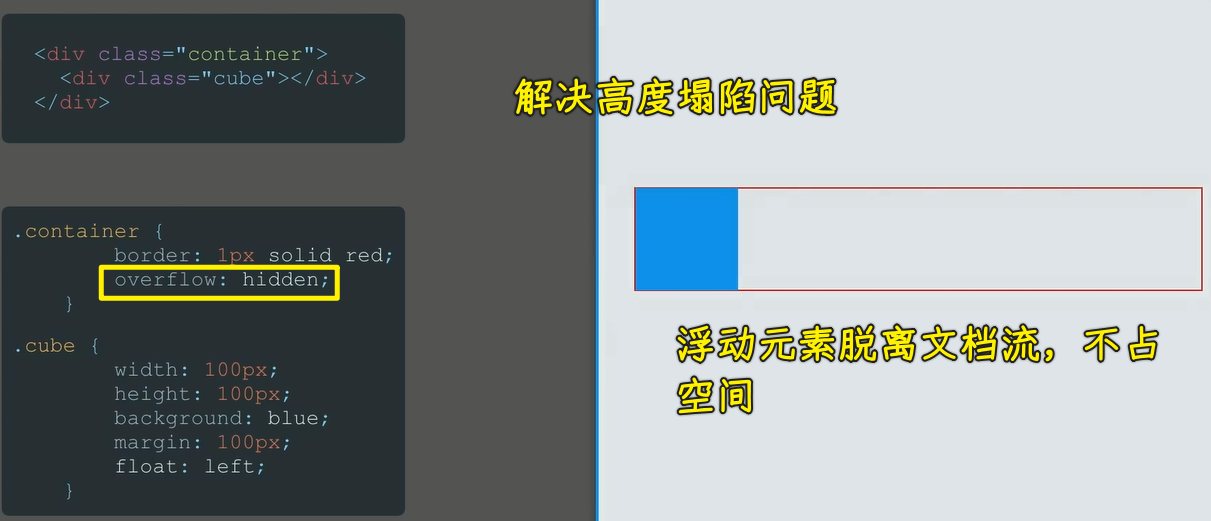 <div class="container">
<div class="cube"></div>
</div>
解决高度塌陷问题
.container {
border: 1px solid red;
overflow: hidden;
}
.cube {
width: 100px;
height: 100px;
background: blue;
margin: 100px;
float: left;
}
浮动元素脱离文档流，不占
空间